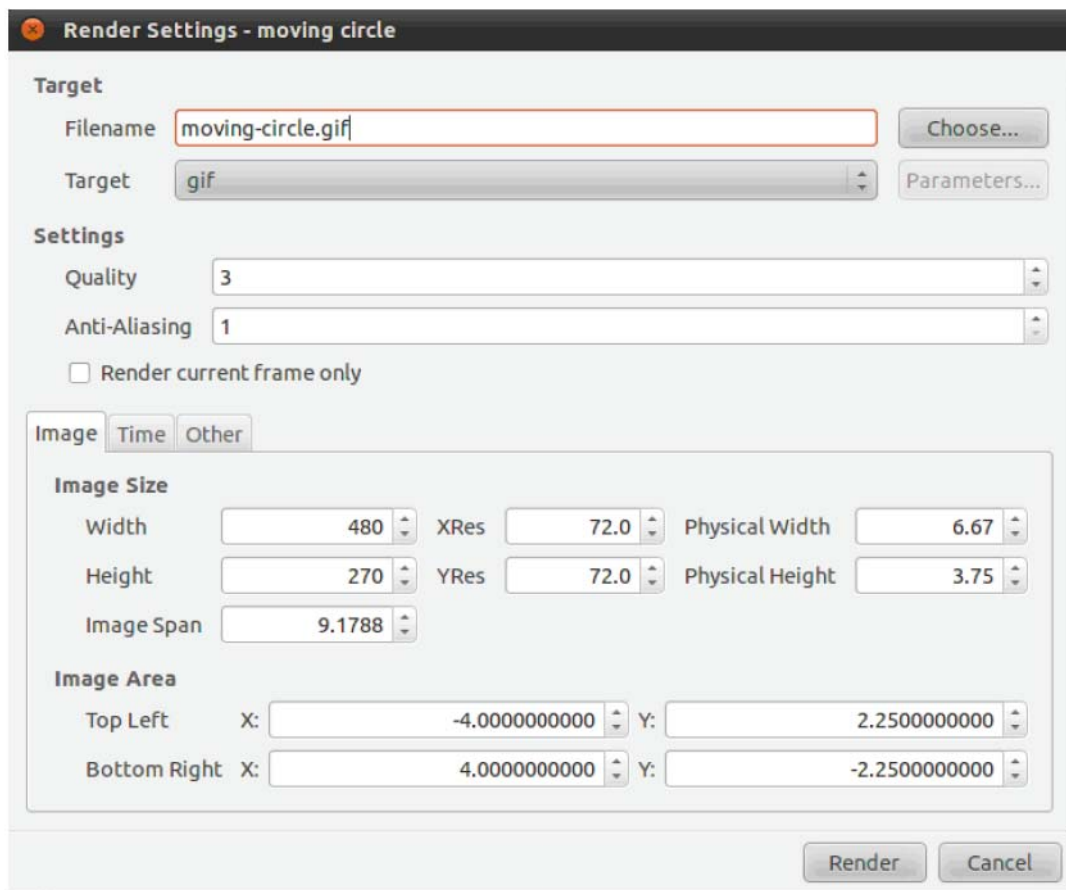 Render Settings - moving circle
Target
Filename moving-circle.gif Choose...
Target gif Parameters...
Settings
Quality 3
Anti-Aliasing 1
Render current frame only
Image Time Other
Image Size
Width 480 XRes 72.0 Physical Width 6.67
Height 270 YRes 72.0 Physical Height 3.75
Image Span 9.1788
Image Area
Top Left X: -4.0000000000 Y: 2.2500000000
Bottom Right X: 4.0000000000 Y: -2.2500000000
Render Cancel